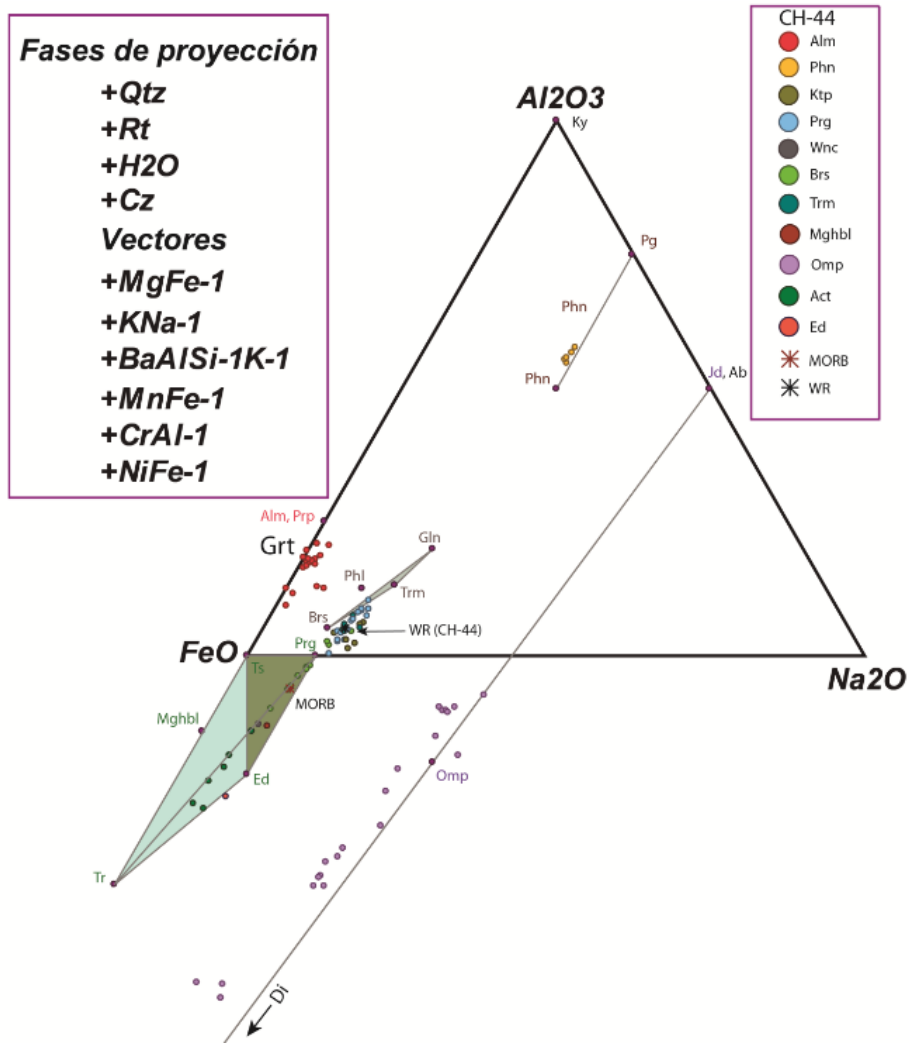 Fases de proyección
+Qtz
+Rt
+H2O
+Cz
Vectores
+MgFe-1
+KNa-1
+BaAlSi-1K-1
+MnFe-1
+CrAl-1
+NiFe-1
CH-44
Alm
Phn
Ktp
Prg
Wnc
Brs
Trm
Mghbl
Omp
Act
Ed
MORB
WR
Al2O3
Ky
Pg
Phn
Phn
Jd, Ab
Alm, Prp
Grt
Gln
Phl
Trm
Brs
WR (CH-44)
Prg
FeO
Ts
Na2O
MORB
Mghbl
Ed
Omp
Tr
Di